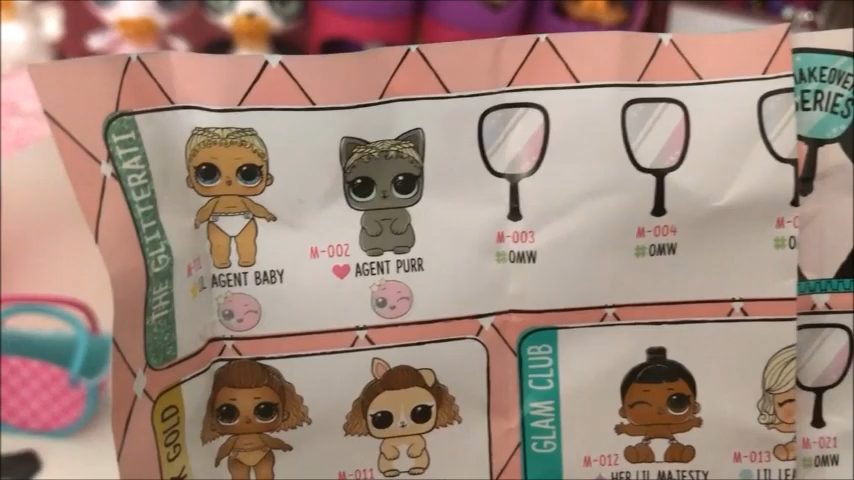 MAKEOVER
SERIES
THE GLITTERATI
LIL AGENT BABY
M-002
AGENT PURR
M-003
#OMW
M-004
#OMW
GOLD
M-011
GLAM CLUB
M-012
HER LIL MAJESTY
M-013
M-021
#OMW